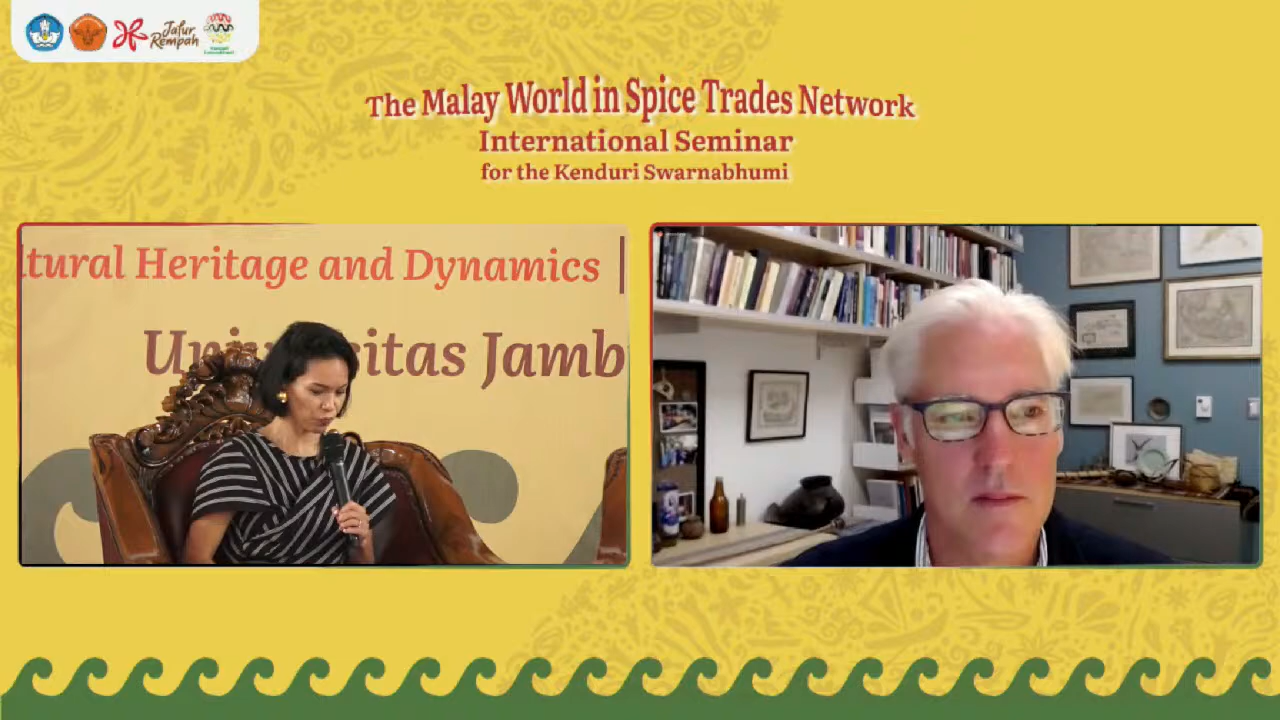 Jalur
Rempah
The Malay World in Spice Trades Network
International Seminar
for the Kenduri Swarnabhumi
tural Heritage and Dynamics |
Universitas Jamb